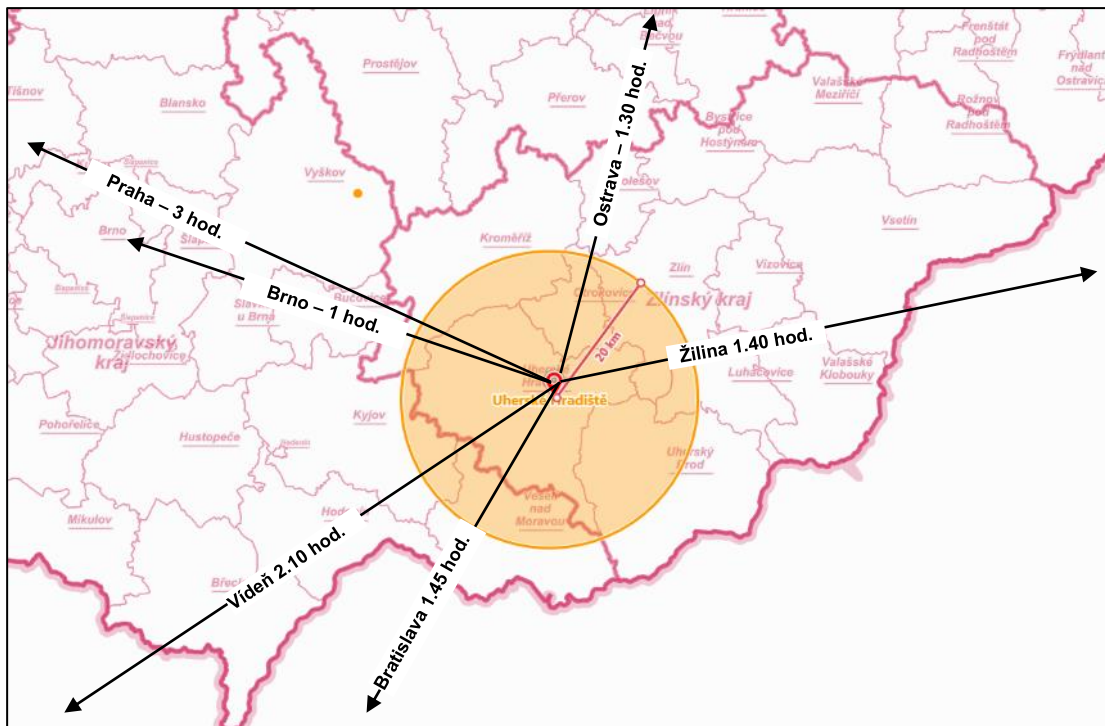 nad
Bečvou
Frenštát
pod
Radhoštěm
Frýdlant
nad
Ostravicí
Prostějov
Tišnov
Blansko
Přerov
Valašské
Meziříčí
Rožnov
pod
Radhoštěm
Bystřice
pod
Hostýnem
Ostrava – 1.30 hod.
Vyškov
Praha – 3 hod.
Brno
Kroměříž
Vsetín
Zlín
Vizovice
Zlínský kraj
Otrokovice
Bučovice
Brno – 1 hod.
Slavkov
u Brna
Jihomoravský
kraj
Židlochovice
20 km
Žilina 1.40 hod.
Luhačovice
Valašské
Klobouky
Uherské Hradiště
Kyjov
Pohořelice
Hustopeče
Uherský
Brod
Veselí
nad
Moravou
Mikulov
Vídeň 2.10 hod.
–Bratislava 1.45 hod.